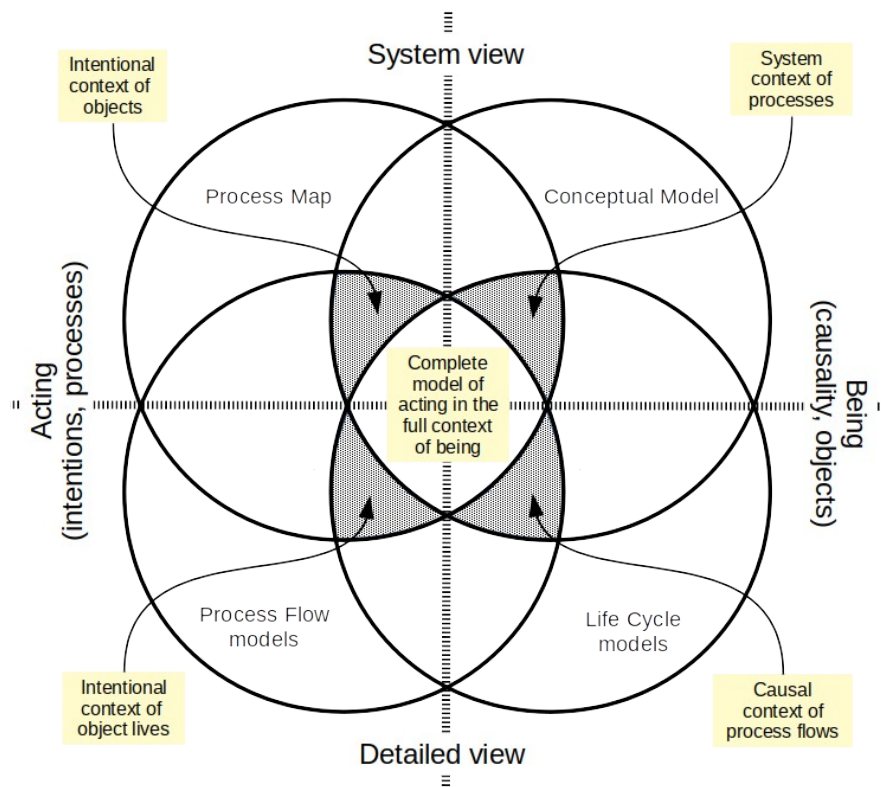 System view
Intentional
context of
objects
System
context of
processes
Process Map
Conceptual Model
Acting
(intentions, processes)
Being
(causality, objects)
Complete
model of
acting in the
full context
of being
Process Flow
models
Life Cycle
models
Intentional
context of
object lives
Causal
context of
process flows
Detailed view